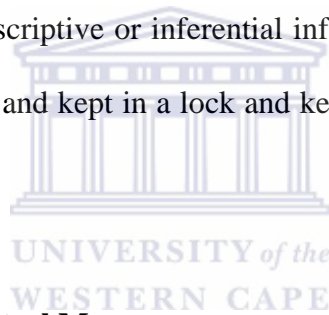 scriptive or inferential inf
and kept in a lock and ke
UNIVERSITY of the
WESTERN CAPE